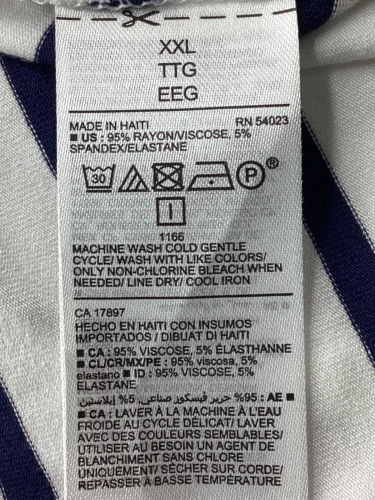 XXL
TTG
EEG
MADE IN HAITI RN 54023
■ US : 95% RAYON/VISCOSE, 5%
SPANDEX/ELASTANE
30 P ®
I
1166
MACHINE WASH COLD GENTLE
CYCLE/ WASH WITH LIKE COLORS/
ONLY NON-CHLORINE BLEACH WHEN
NEEDED/ LINE DRY/ COOL IRON
CA 17897
HECHO EN HAITI CON INSUMOS
IMPORTADOS / DIBUAT DI HAITI
■ CA : 95% VISCOSE, 5% ÉLASTHANNE
■ CL/CR/MX/PE : 95% viscosa, 5%
elastano ■ ID : 95% VISCOSE, 5%
ELASTANE
■ AE : 95% حرير فيسكوز صناعي, 5% إيلاستين
■ CA : LAVER À LA MACHINE À L'EAU
FROIDE AU CYCLE DÉLICAT/ LAVER
AVEC DES COULEURS SEMBLABLES/
UTILISER AU BESOIN UN AGENT DE
BLANCHIMENT SANS CHLORE
UNIQUEMENT/ SÉCHER SUR CORDE/
REPASSER À BASSE TEMPÉRATURE